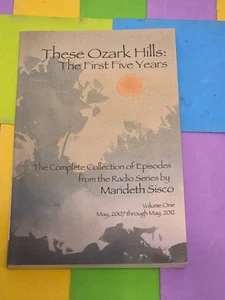 These Ozark Hills:
The First Five Years
The Complete Collection of Episodes
from the Radio Series by
Marideth Sisco
Volume One
May, 2007 through May, 2012